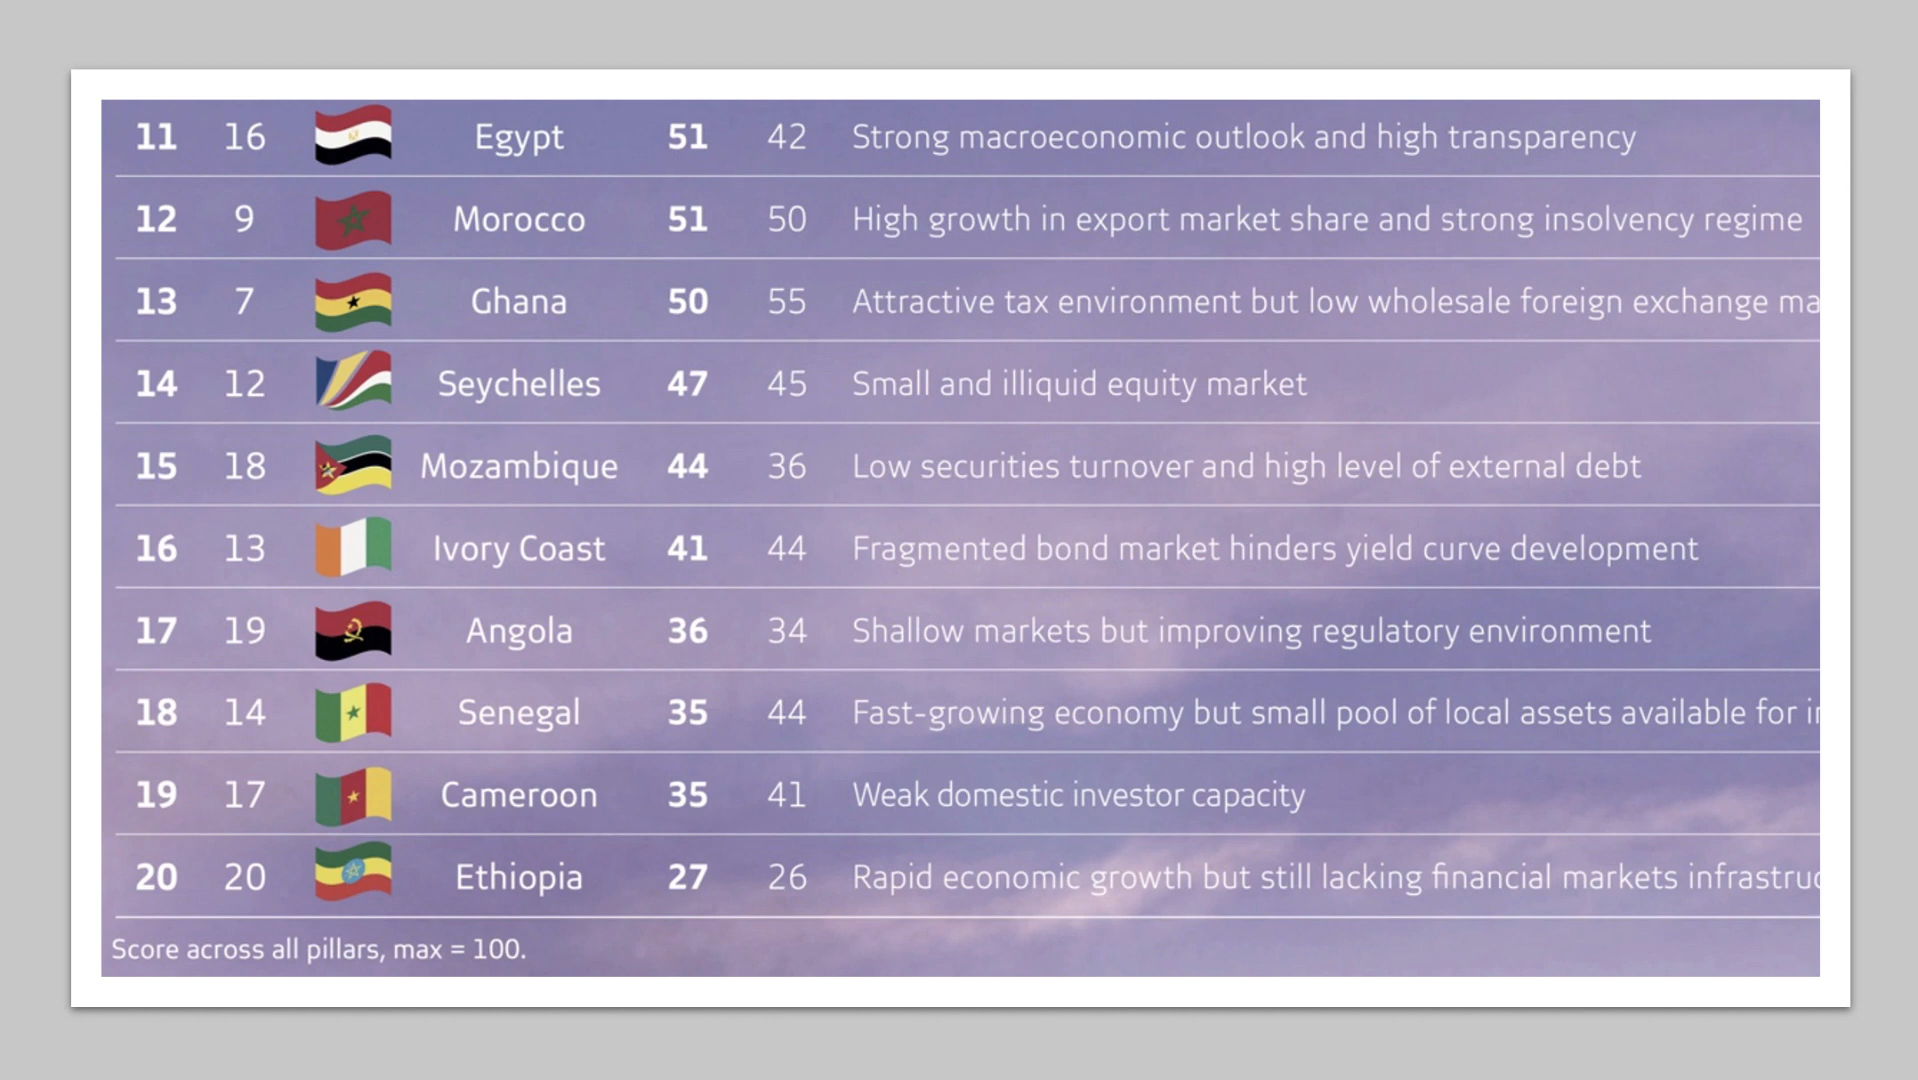 11 16 Egypt 51 42 Strong macroeconomic outlook and high transparency
12 9 Morocco 51 50 High growth in export market share and strong insolvency regime
13 7 Ghana 50 55 Attractive tax environment but low wholesale foreign exchange
14 12 Seychelles 47 45 Small and illiquid equity market
15 18 Mozambique 44 36 Low securities turnover and high level of external debt
16 13 Ivory Coast 41 44 Fragmented bond market hinders yield curve development
17 19 Angola 36 34 Shallow markets but improving regulatory environment
18 14 Senegal 35 44 Fast-growing economy but small pool of local assets available for
19 17 Cameroon 35 41 Weak domestic investor capacity
20 20 Ethiopia 27 26 Rapid economic growth but still lacking financial markets
Score across all pillars, max = 100.